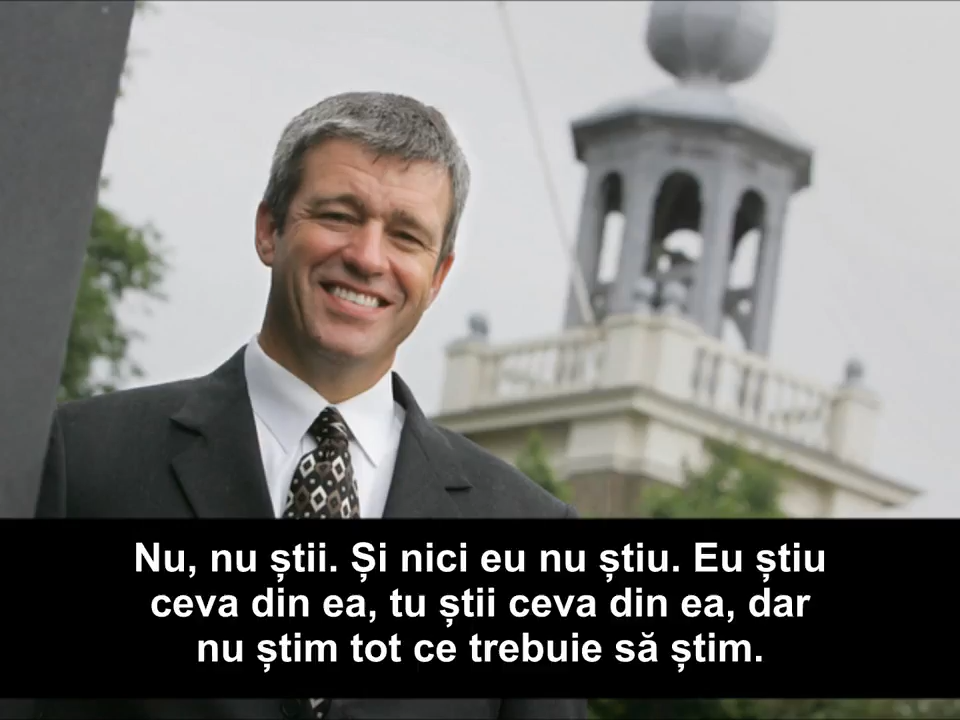 Nu, nu știi. Și nici eu nu știu. Eu știu
ceva din ea, tu știi ceva din ea, dar
nu știm tot ce trebuie să știm.